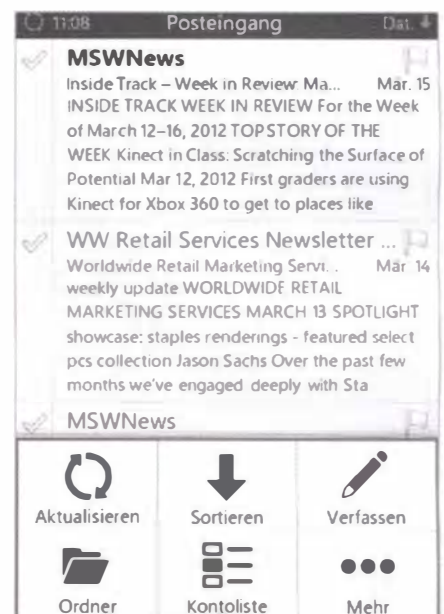 11:08 Posteingang Dat.
MSWNews
Inside Track – Week in Review: Ma... Mär. 15
INSIDE TRACK WEEK IN REVIEW For the Week
of March 12–16, 2012 TOP STORY OF THE
WEEK Kinect in Class: Scratching the Surface of
Potential Mar 12, 2012 First graders are using
Kinect for Xbox 360 to get to places like
WW Retail Services Newsletter ...
Worldwide Retail Marketing Servi... Mär 14
weekly update WORLDWIDE RETAIL
MARKETING SERVICES MARCH 13 SPOTLIGHT
showcase: staples renderings - featured select
pcs collection Jason Sachs Over the past few
months we've engaged deeply with Sta
MSWNews
Aktualisieren Sortieren Verfassen
Ordner Kontoliste Mehr